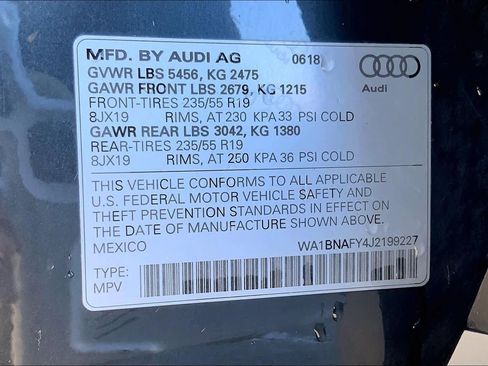 MFD. BY AUDI AG 0618
GVWR LBS 5456, KG 2475
GAWR FRONT LBS 2679, KG 1215
FRONT-TIRES 235/55 R19
8JX19 RIMS, AT 230 KPA 33 PSI COLD
GAWR REAR LBS 3042, KG 1380
REAR-TIRES 235/55 R19
8JX19 RIMS, AT 250 KPA 36 PSI COLD
Audi
THIS VEHICLE CONFORMS TO ALL APPLICABLE
U.S. FEDERAL MOTOR VEHICLE SAFETY AND
THEFT PREVENTION STANDARDS IN EFFECT ON
THE DATE OF MANUFACTURE SHOWN ABOVE.
MEXICO WA1BNAFY4J2199227
TYPE:
MPV